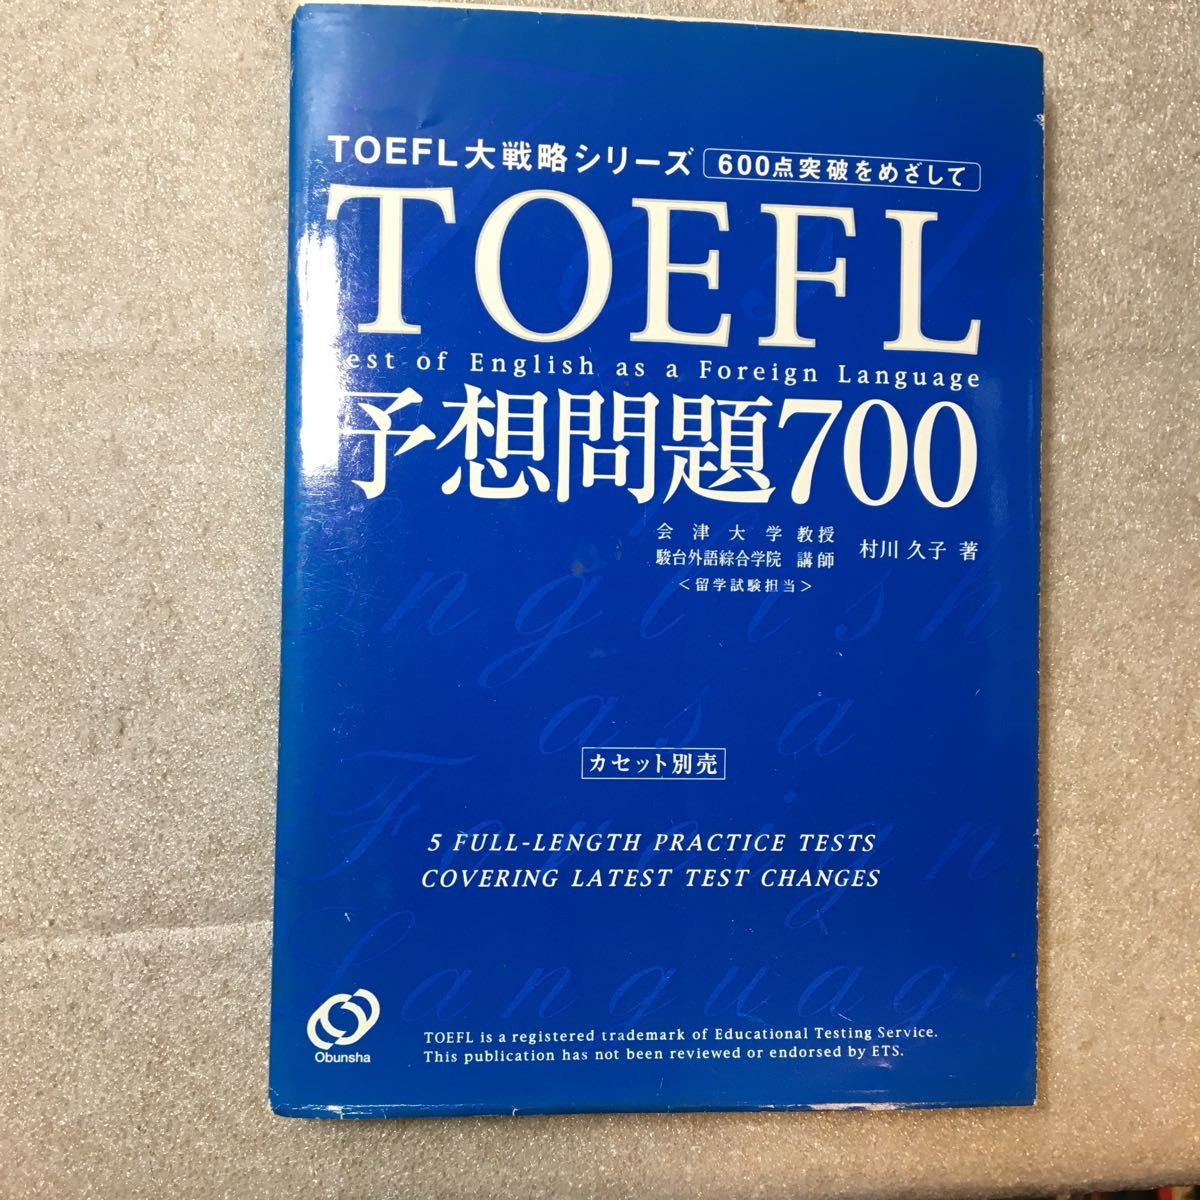 TOEFL大戦略シリーズ 600点突破をめざして
TOEFL
Test of English as a Foreign Language
予想問題700
会津大学 教授
駿台外語綜合学院 講師 村川 久子 著
<留学試験担当>
English
as a
Foreign
カセット別売
5 FULL-LENGTH PRACTICE TESTS
COVERING LATEST TEST CHANGES
Language
Obunsha
TOEFL is a registered trademark of Educational Testing Service.
This publication has not been reviewed or endorsed by ETS.